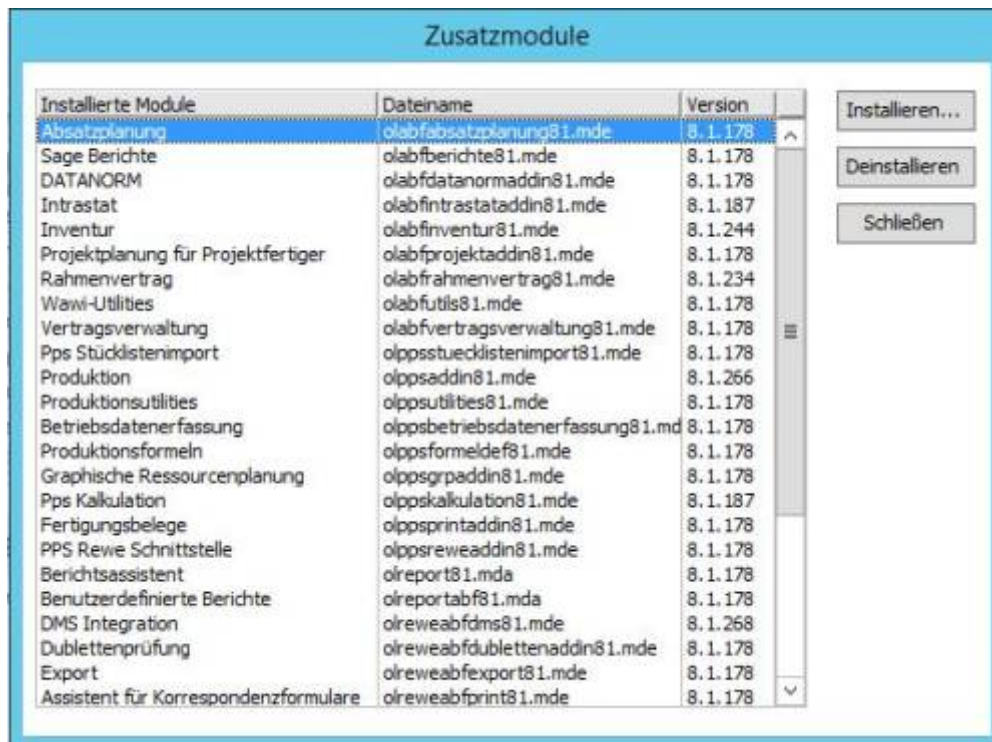 Zusatzmodule
Installierte Module Dateiname Version
Absatzplanung olabfabsatzplanung81.mde 8.1.178
Sage Berichte olabfberichte81.mde 8.1.178
DATANORM olabfdatanormaddin81.mde 8.1.178
Intrastat olabfintrastataddin81.mde 8.1.187
Inventur olabfinventur81.mde 8.1.244
Projektplanung für Projektfertiger olabfprojektaddin81.mde 8.1.178
Rahmenvertrag olabfrahmenvertrag81.mde 8.1.234
Wawi-Utilities olabfutils81.mde 8.1.178
Vertragsverwaltung olabfvertragsverwaltung81.mde 8.1.178
Pps Stücklistenimport olppsstuecklistenimport81.mde 8.1.178
Produktion olppsaddin81.mde 8.1.266
Produktionsutilities olppsutilities81.mde 8.1.178
Betriebsdatenerfassung olppsbetriebsdatenerfassung81.md 8.1.178
Produktionsformeln olppsformeldef81.mde 8.1.178
Graphische Ressourcenplanung olppsgrpaddin81.mde 8.1.178
Pps Kalkulation olppskalkulation81.mde 8.1.187
Fertigungsbelege olppsprintaddin81.mde 8.1.178
PPS Rewe Schnittstelle olppsreweaddin81.mde 8.1.178
Berichtsassistent olreport81.mda 8.1.178
Benutzerdefinierte Berichte olreportabf81.mda 8.1.178
DMS Integration olreweabfdms81.mde 8.1.268
Dublettenprüfung olreweabfdublettenaddin81.mde 8.1.178
Export olreweabfexport81.mde 8.1.178
Assistent für Korrespondenzformulare olreweabfprint81.mde 8.1.178
Installieren...
Deinstallieren
Schließen